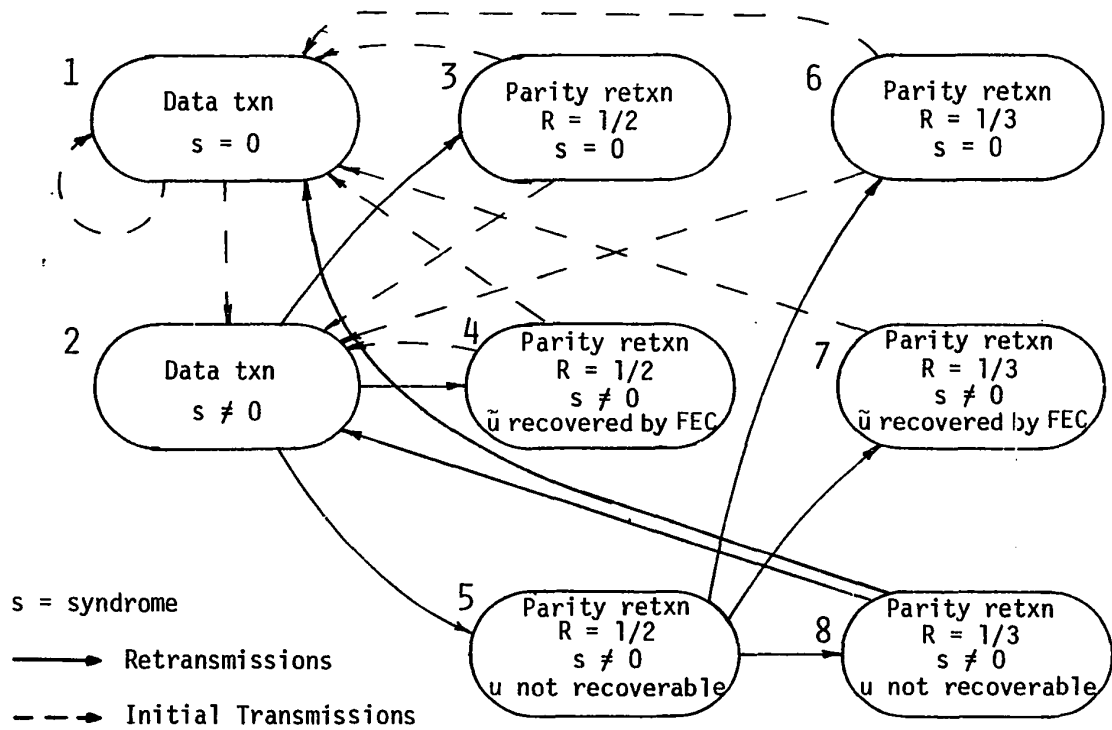 1
Data txn
s = 0
3
Parity retxn
R = 1/2
s = 0
6
Parity retxn
R = 1/3
s = 0
2
Data txn
s ≠ 0
4
Parity retxn
R = 1/2
s ≠ 0
ũ recovered by FEC
7
Parity retxn
R = 1/3
s ≠ 0
ũ recovered by FEC
5
Parity retxn
R = 1/2
s ≠ 0
u not recoverable
8
Parity retxn
R = 1/3
s ≠ 0
u not recoverable
s = syndrome
Retransmissions
Initial Transmissions